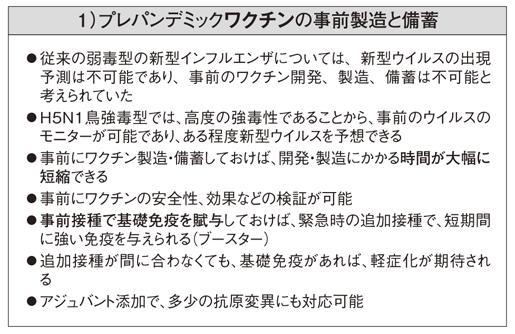 1）プレパンデミックワクチンの事前製造と備蓄
●従来の弱毒型の新型インフルエンザについては、新型ウイルスの出現
予測は不可能であり、事前のワクチン開発、製造、備蓄は不可能と
考えられていた
●H5N1鳥強毒型では、高度の強毒性であることから、事前のウイルスの
モニターが可能であり、ある程度新型ウイルスを予想できる
●事前にワクチン製造・備蓄しておけば、開発・製造にかかる時間が大幅に
短縮できる
●事前にワクチンの安全性、効果などの検証が可能
●事前接種で基礎免疫を賦与しておけば、緊急時の追加接種で、短期間
に強い免疫を与えられる（ブースター）
●追加接種が間に合わなくても、基礎免疫があれば、軽症化が期待され
る
●アジュバント添加で、多少の抗原変異にも対応可能